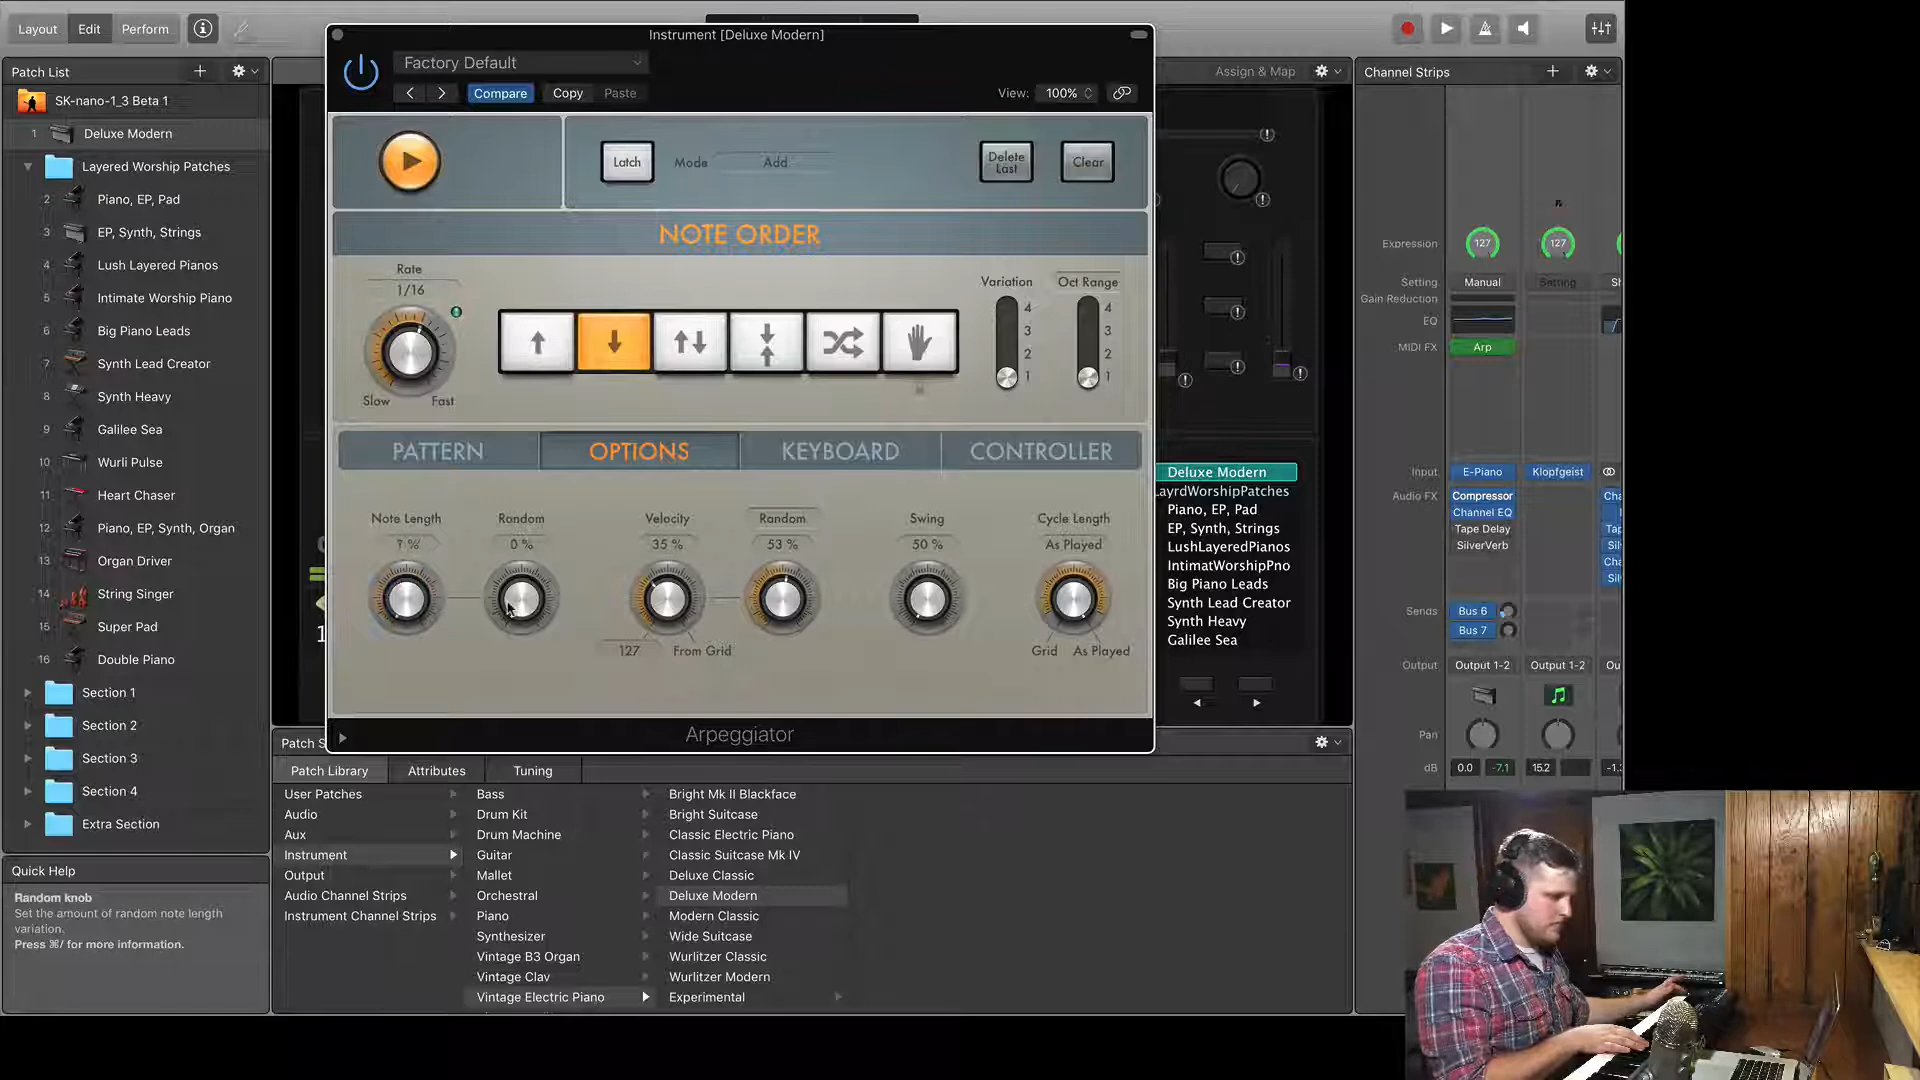 Layout
Edit
Perform
Instrument [Deluxe Modern]
Factory Default
Compare
Copy
Paste
View:
100%
Patch List
SK-nano-1_3 Beta 1
1 Deluxe Modern
Layered Worship Patches
2 Piano, EP, Pad
3 EP, Synth, Strings
4 Lush Layered Pianos
5 Intimate Worship Piano
6 Big Piano Leads
7 Synth Lead Creator
8 Synth Heavy
9 Galilee Sea
10 Wurli Pulse
11 Heart Chaser
12 Piano, EP, Synth, Organ
13 Organ Driver
14 String Singer
15 Super Pad
16 Double Piano
Section 1
Section 2
Section 3
Section 4
Extra Section
Quick Help
Random knob
Set the amount of random note length
variation.
Press ⌘/ for more information.
Latch
Mode
Add
Delete
Last
Clear
NOTE ORDER
Rate
1/16
Slow
Fast
Variation
4
3
2
1
Oct Range
4
3
2
1
PATTERN
OPTIONS
KEYBOARD
CONTROLLER
Note Length
Random
Velocity
Random
Swing
Cycle Length
0 %
35 %
53 %
50 %
As Played
127
From Grid
Grid
As Played
Arpeggiator
Assign & Map
Deluxe Modern
LayrdWorshipPatches
Piano, EP, Pad
EP, Synth, Strings
LushLayeredPianos
IntimatWorshipPno
Big Piano Leads
Synth Lead Creator
Synth Heavy
Galilee Sea
Patch Library
Attributes
Tuning
User Patches
Audio
Aux
Instrument
Output
Audio Channel Strips
Instrument Channel Strips
Bass
Drum Kit
Drum Machine
Guitar
Mallet
Orchestral
Piano
Synthesizer
Vintage B3 Organ
Vintage Clav
Vintage Electric Piano
Bright Mk II Blackface
Bright Suitcase
Classic Electric Piano
Classic Suitcase Mk IV
Deluxe Classic
Deluxe Modern
Modern Classic
Wide Suitcase
Wurlitzer Classic
Wurlitzer Modern
Experimental
Channel Strips
Expression
127
127
Setting
Manual
Setting
Gain Reduction
EQ
MIDI FX
Arp
Input
E-Piano
Klopfgeist
Audio FX
Compressor
Channel EQ
Tape Delay
SilverVerb
Sends
Bus 6
Bus 7
Output
Output 1-2
Output 1-2
Pan
dB
0.0
-7.1
15.2